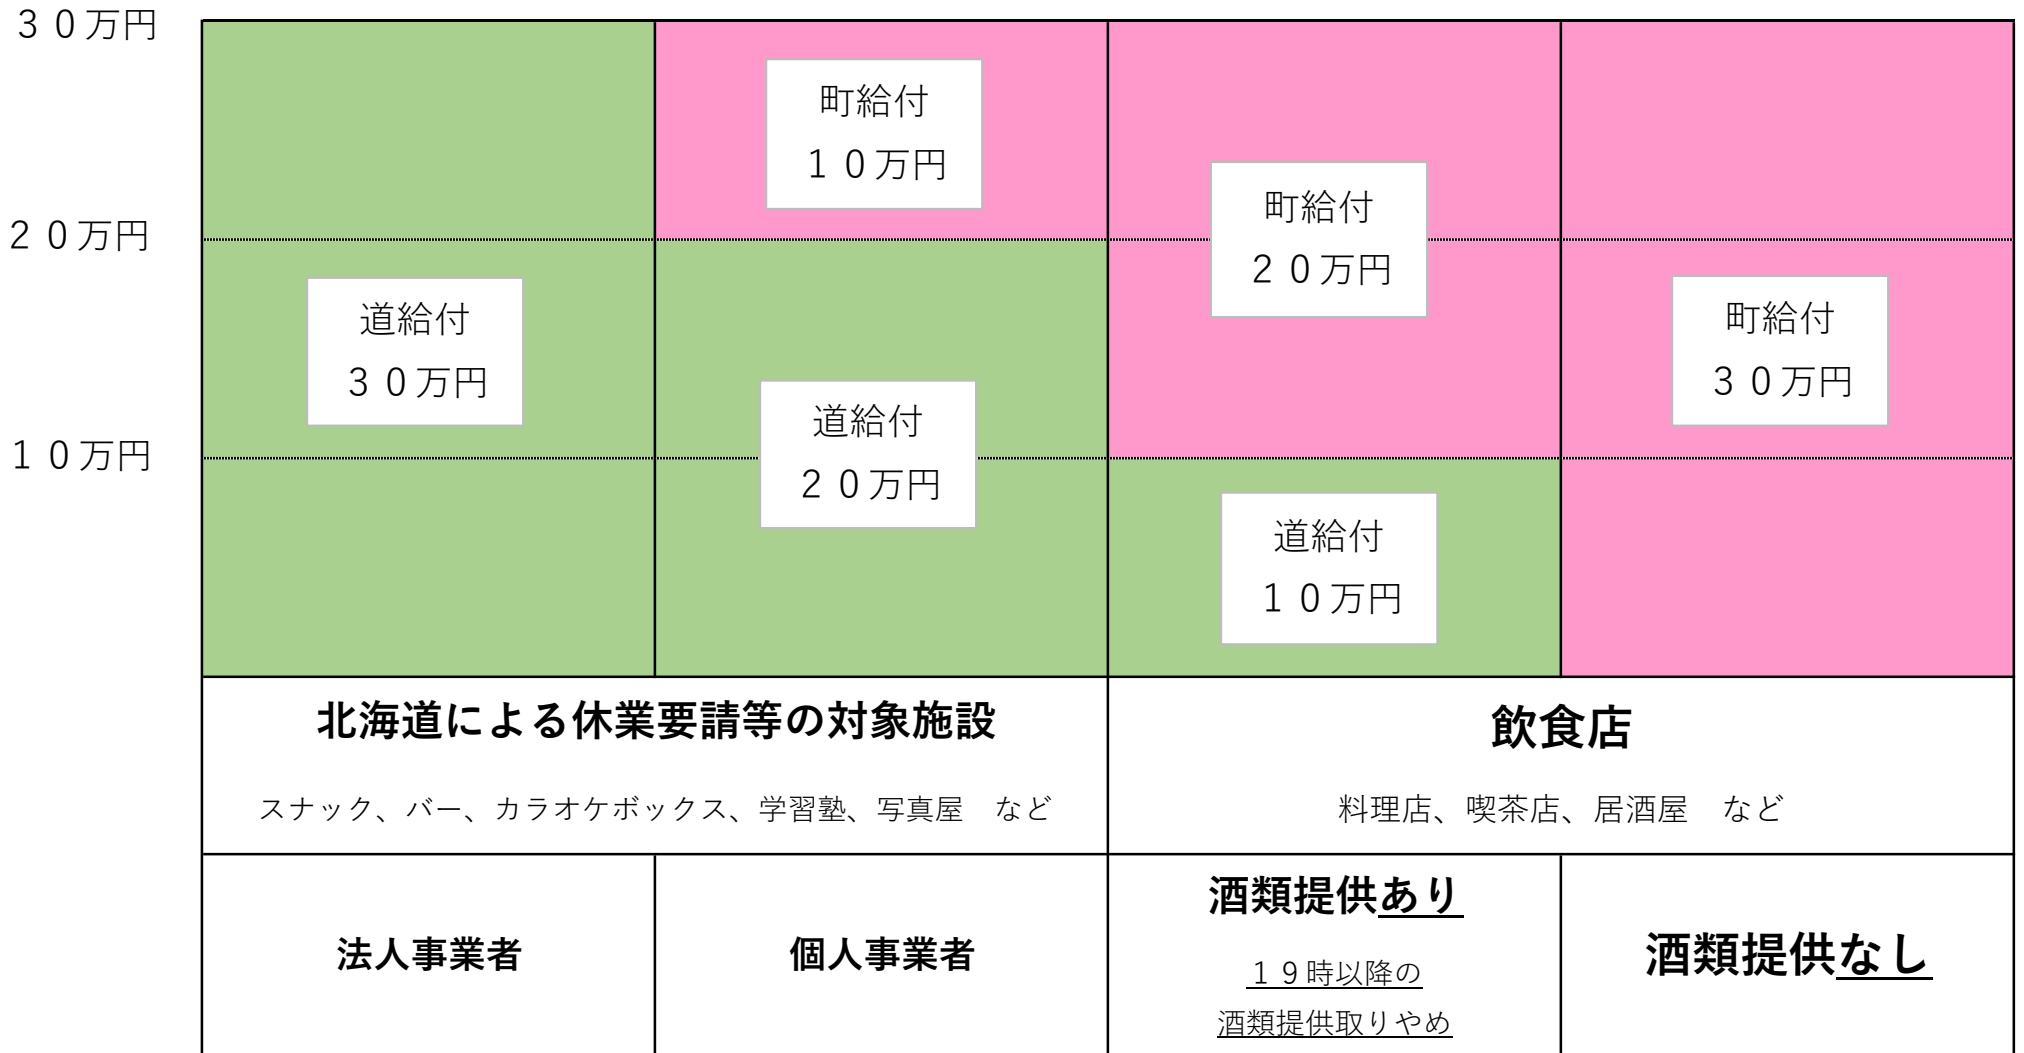 ３０万円
町給付
１０万円
町給付
２０万円
２０万円
道給付
３０万円
町給付
３０万円
道給付
２０万円
１０万円
道給付
１０万円
北海道による休業要請等の対象施設
飲食店
スナック、バー、カラオケボックス、学習塾、写真屋　など
料理店、喫茶店、居酒屋　など
法人事業者
個人事業者
酒類提供あり
１９時以降の
酒類提供取りやめ
酒類提供なし